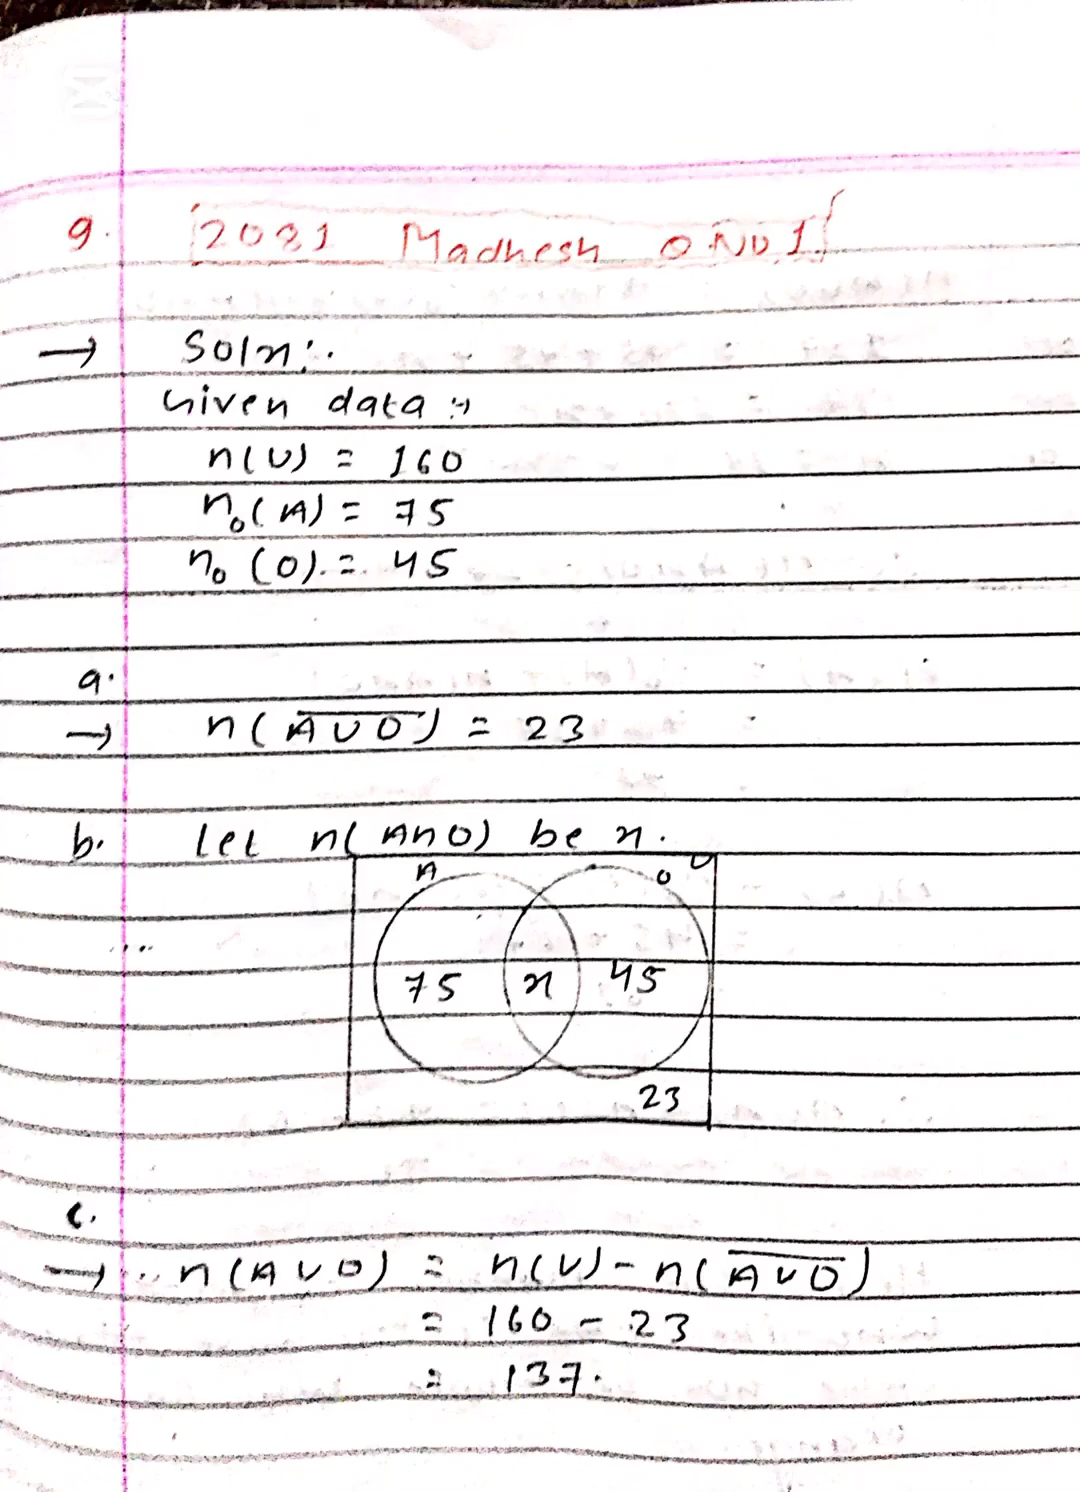 9. 2081 Madhesh Q.No.1
→ Soln:.
Given data :-
n(U) = 160
n₀(A) = 75
n₀(O) = 45
a.
→ n(A̅∪̅O̅) = 23
b. Let n(A∩O) be x.
A O U
75 x 45
23
c.
→ n(A∪O) = n(U) - n(A̅∪̅O̅)
= 160 - 23
= 137.